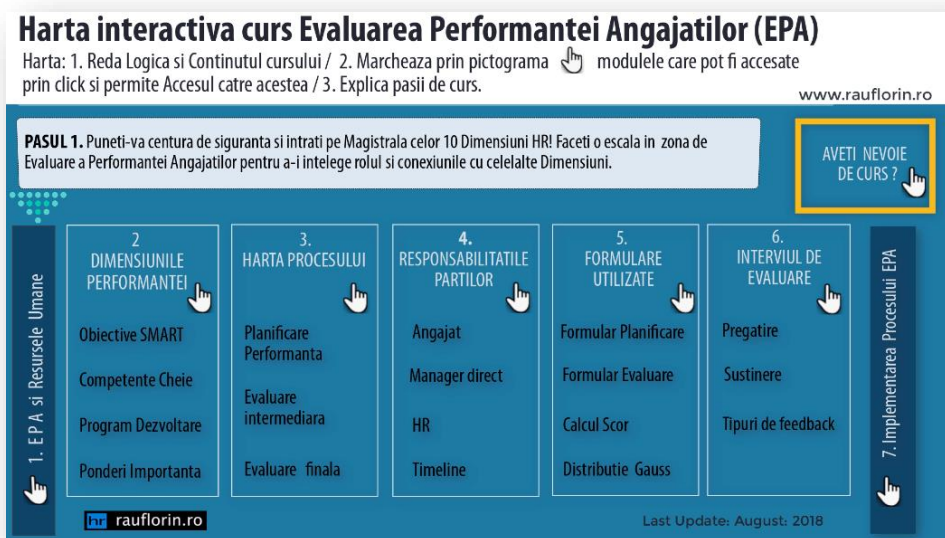 Harta interactiva curs Evaluarea Performantei Angajatilor (EPA)
Harta: 1. Reda Logica si Continutul cursului / 2. Marcheaza prin pictograma modulele care pot fi accesate
prin click si permite Accesul catre acestea / 3. Explica pasii de curs.
www.rauflorin.ro
PASUL 1. Puneti-va centura de siguranta si intrati pe Magistrala celor 10 Dimensiuni HR! Faceti o escala in zona de
Evaluare a Performantei Angajatilor pentru a-i intelege rolul si conexiunile cu celelalte Dimensiuni.
AVETI NEVOIE
DE CURS ?
1. EPA si Resursele Umane
2
DIMENSIUNILE
PERFORMANTEI
Obiective SMART
Competente Cheie
Program Dezvoltare
Ponderi Importanta
3.
HARTA PROCESULUI
Planificare
Performanta
Evaluare
intermediara
Evaluare finala
4.
RESPONSABILITATILE
PARTILOR
Angajat
Manager direct
HR
Timeline
5.
FORMULARE
UTILIZATE
Formular Planificare
Formular Evaluare
Calcul Scor
Distributie Gauss
6.
INTERVIUL DE
EVALUARE
Pregatire
Sustinere
Tipuri de feedback
7. Implementarea Procesului EPA
hr rauflorin.ro
Last Update: August: 2018